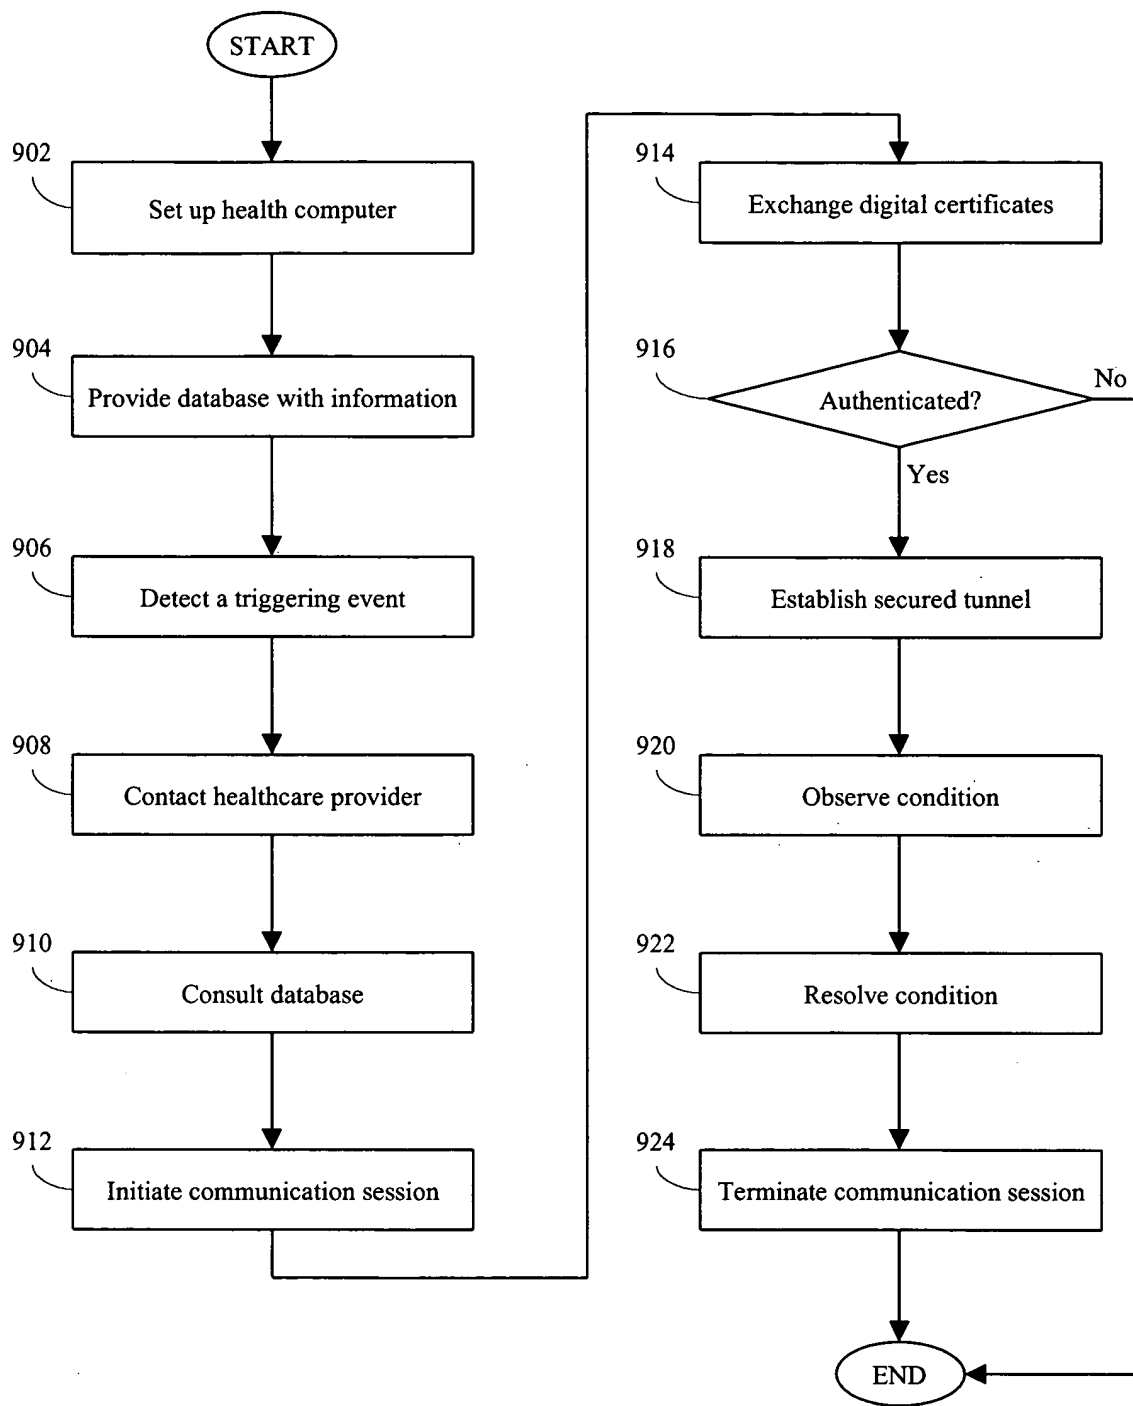 START
902
Set up health computer
904
Provide database with information
906
Detect a triggering event
908
Contact healthcare provider
910
Consult database
912
Initiate communication session
914
Exchange digital certificates
916
Authenticated?
No
Yes
918
Establish secured tunnel
920
Observe condition
922
Resolve condition
924
Terminate communication session
END